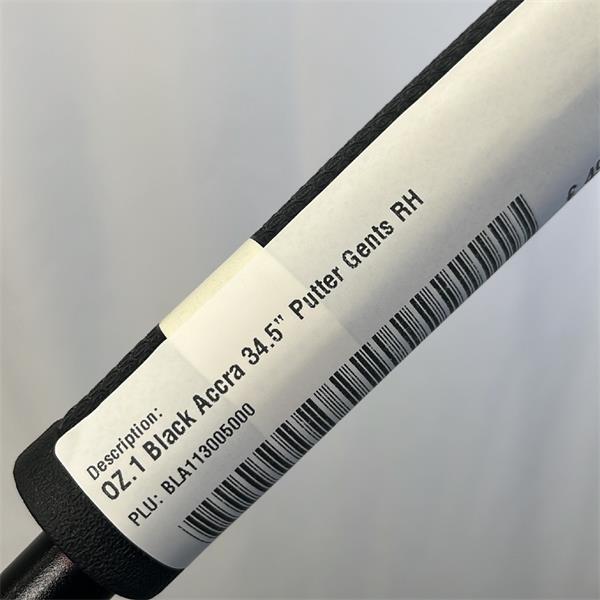 Description:
OZ.1 Black Accra 34.5" Putter Gents RH
PLU: BLA113005000